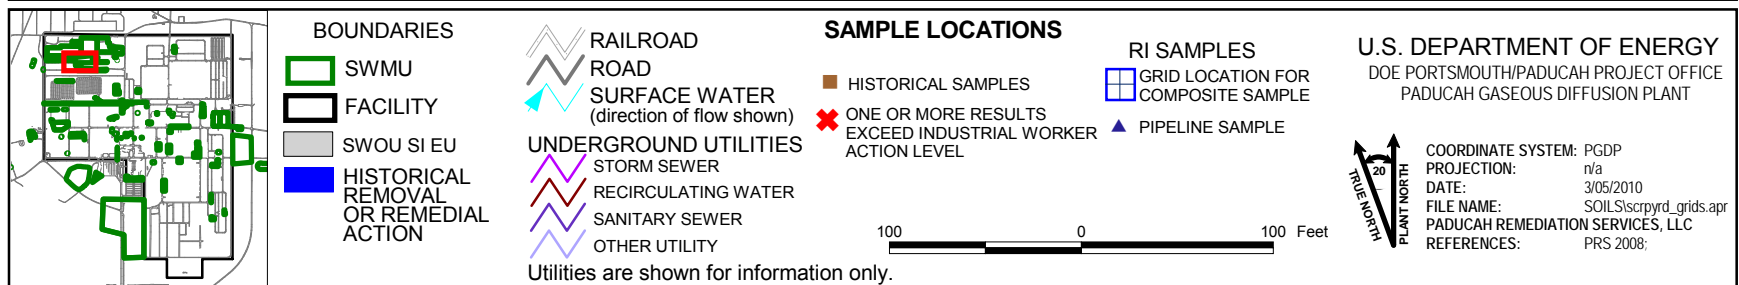 BOUNDARIES
SWMU
FACILITY
SWOU SI EU
HISTORICAL
REMOVAL
OR REMEDIAL
ACTION
RAILROAD
ROAD
SURFACE WATER
(direction of flow shown)
UNDERGROUND UTILITIES
STORM SEWER
RECIRCULATING WATER
SANITARY SEWER
OTHER UTILITY
Utilities are shown for information only.
SAMPLE LOCATIONS
HISTORICAL SAMPLES
ONE OR MORE RESULTS
EXCEED INDUSTRIAL WORKER
ACTION LEVEL
RI SAMPLES
GRID LOCATION FOR
COMPOSITE SAMPLE
PIPELINE SAMPLE
100 0 100 Feet
U.S. DEPARTMENT OF ENERGY
DOE PORTSMOUTH/PADUCAH PROJECT OFFICE
PADUCAH GASEOUS DIFFUSION PLANT
20
TRUE NORTH
PLANT NORTH
COORDINATE SYSTEM: PGDP
PROJECTION: n/a
DATE: 3/05/2010
FILE NAME: SOILS\scrpyrd_grids.apr
PADUCAH REMEDIATION SERVICES, LLC
REFERENCES: PRS 2008;